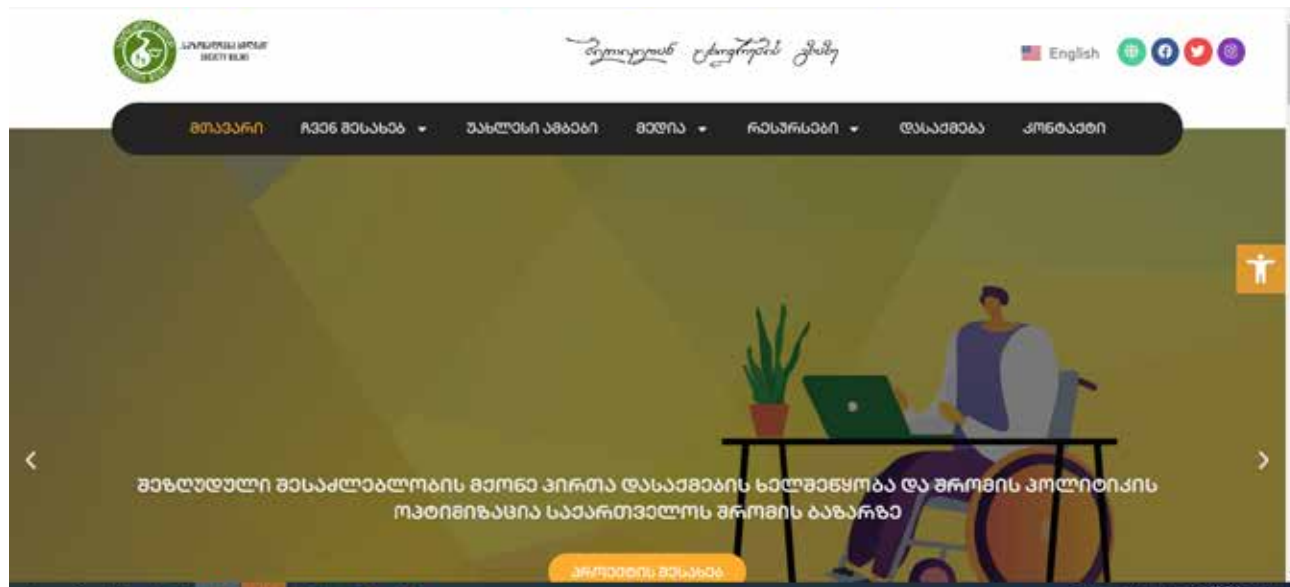 English
ᲛᲗᲐᲕᲐᲠᲘ
ᲩᲕᲔᲜ ᲨᲔᲡᲐᲮᲔᲑ
ᲣᲐᲮᲚᲔᲡᲘ ᲐᲛᲑᲔᲑᲘ
ᲛᲔᲓᲘᲐ
ᲠᲔᲡᲣᲠᲡᲔᲑᲘ
ᲓᲐᲡᲐᲥᲛᲔᲑᲐ
ᲙᲝᲜᲢᲐᲥᲢᲘ
ᲨᲔᲖᲦᲣᲓᲣᲚᲘ ᲨᲔᲡᲐᲫᲚᲔᲑᲚᲝᲑᲘᲡ ᲛᲥᲝᲜᲔ ᲞᲘᲠᲗᲐ ᲓᲐᲡᲐᲥᲛᲔᲑᲘᲡ ᲮᲔᲚᲨᲔᲬᲧᲝᲑᲐ ᲓᲐ ᲨᲠᲝᲛᲘᲡ ᲞᲝᲚᲘᲢᲘᲙᲘᲡ
ᲝᲞᲢᲘᲛᲘᲖᲐᲪᲘᲐ ᲡᲐᲥᲐᲠᲗᲕᲔᲚᲝᲡ ᲨᲠᲝᲛᲘᲡ ᲑᲐᲖᲐᲠᲖᲔ
ᲞᲠᲝᲔᲥᲢᲘᲡ ᲨᲔᲡᲐᲮᲔᲑ